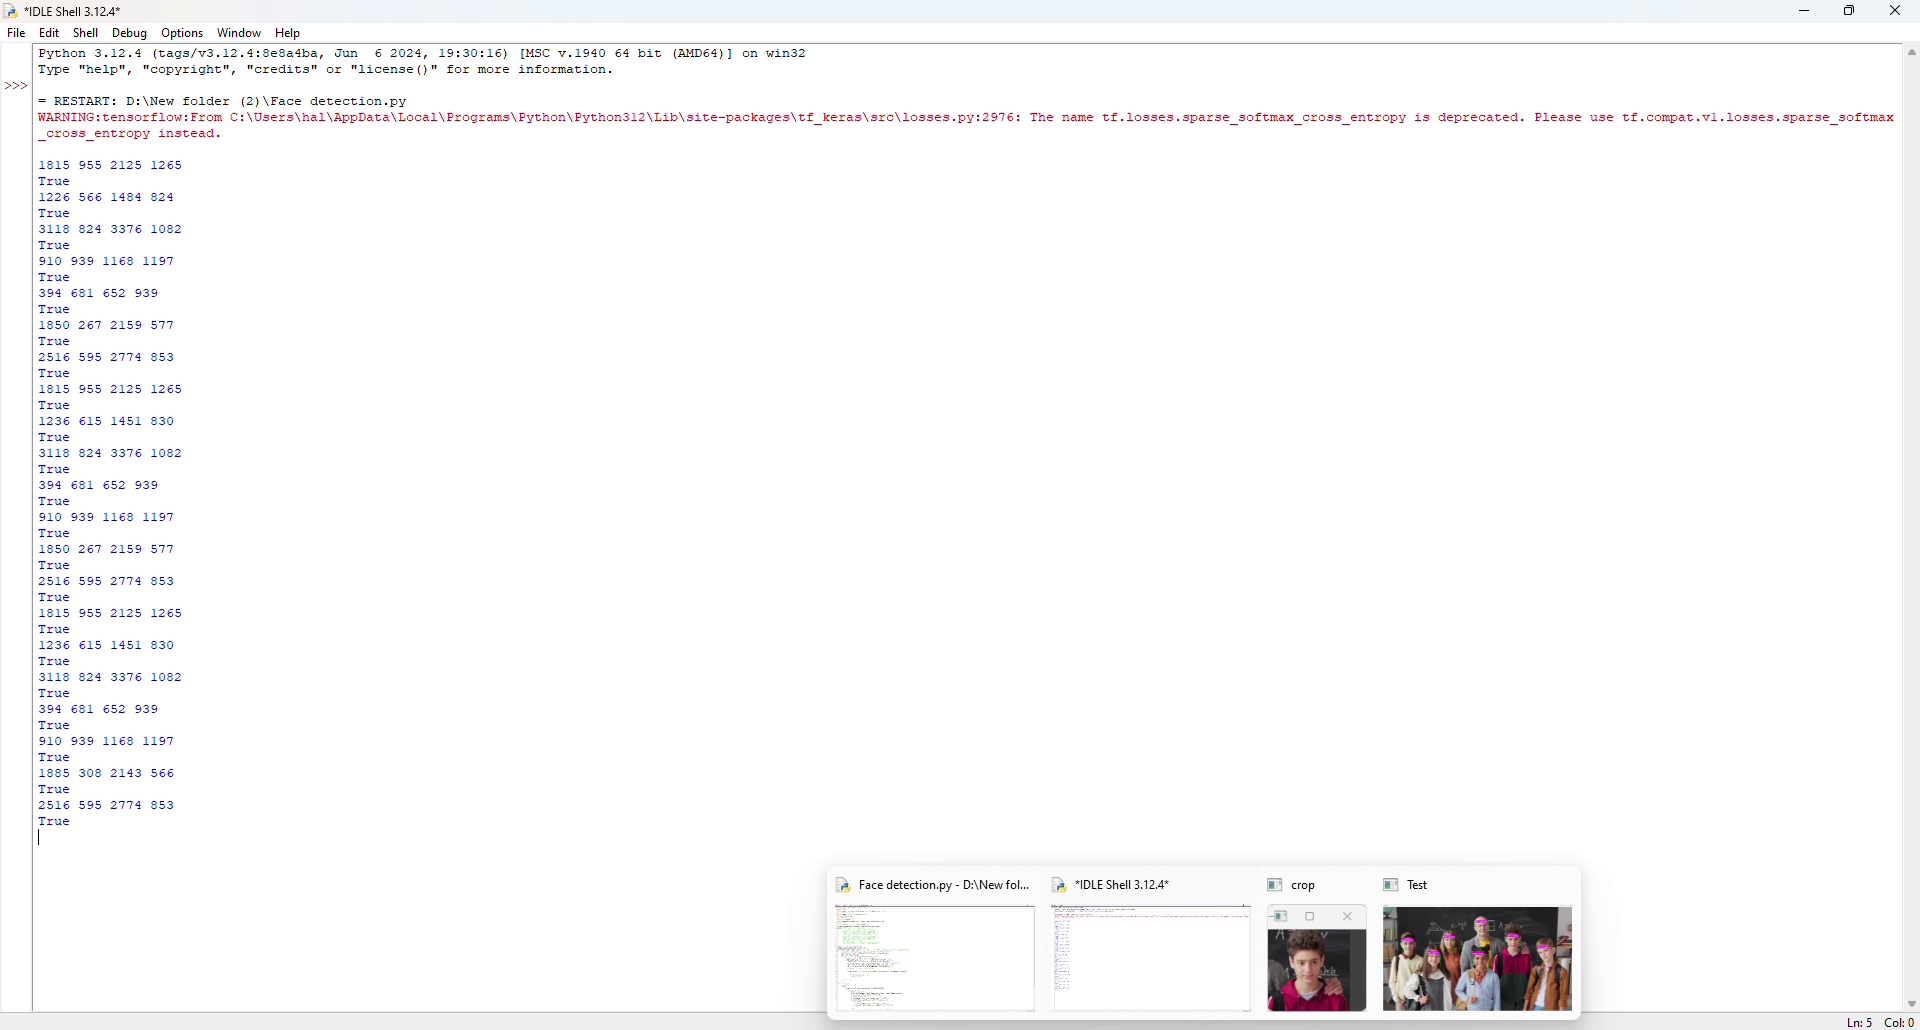 *IDLE Shell 3.12.4*
File Edit Shell Debug Options Window Help
Python 3.12.4 (tags/v3.12.4:8e8a4ba, Jun  6 2024, 19:30:16) [MSC v.1940 64 bit (AMD64)] on win32
Type "help", "copyright", "credits" or "license()" for more information.
>>>
= RESTART: D:\New folder (2)\Face detection.py
WARNING:tensorflow:From C:\Users\hal\AppData\Local\Programs\Python\Python312\Lib\site-packages\tf_keras\src\losses.py:2976: The name tf.losses.sparse_softmax_cross_entropy is deprecated. Please use tf.compat.v1.losses.sparse_softmax
_cross_entropy instead.
1815 955 2125 1265
True
1226 566 1484 824
True
3118 824 3376 1082
True
910 939 1168 1197
True
394 681 652 939
True
1850 267 2159 577
True
2516 595 2774 853
True
1815 955 2125 1265
True
1236 615 1451 830
True
3118 824 3376 1082
True
394 681 652 939
True
910 939 1168 1197
True
1850 267 2159 577
True
2516 595 2774 853
True
1815 955 2125 1265
True
1236 615 1451 830
True
3118 824 3376 1082
True
394 681 652 939
True
910 939 1168 1197
True
1885 308 2143 566
True
2516 595 2774 853
True
Face detection.py - D:\New fol... *IDLE Shell 3.12.4* crop Test
Ln: 5 Col: 0